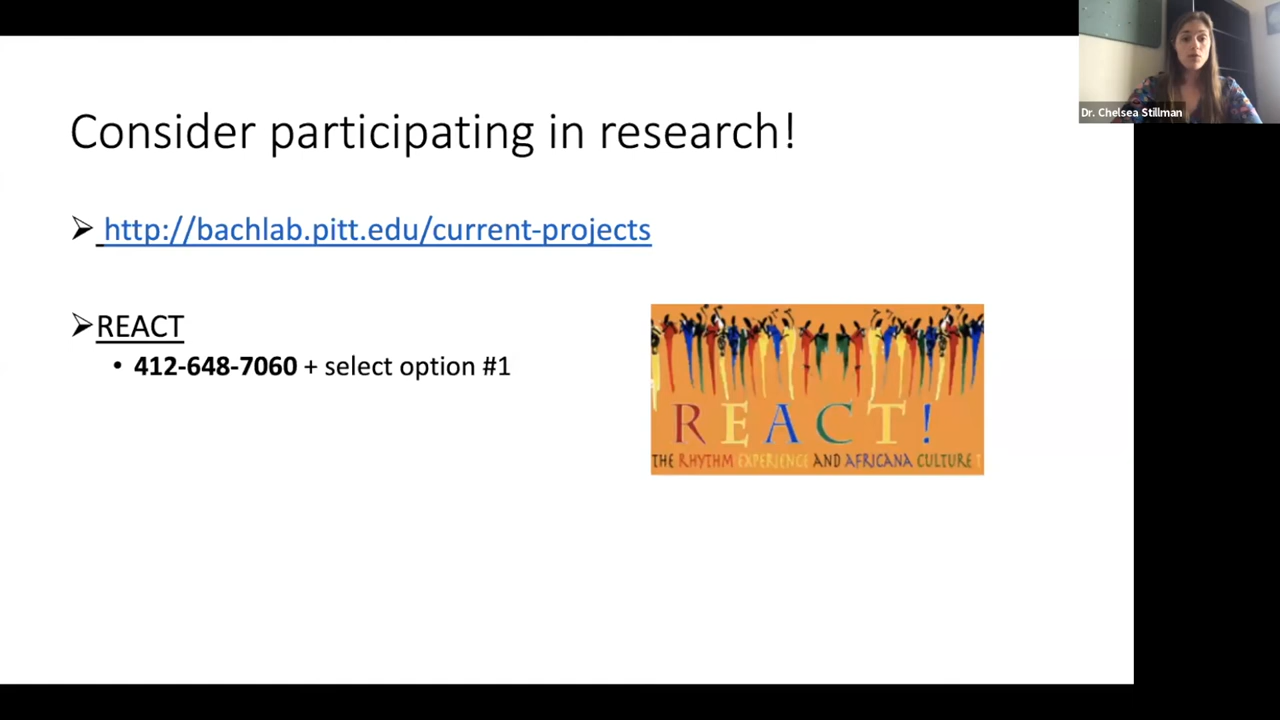 Consider participating in research!
http://bachlab.pitt.edu/current-projects
REACT
• 412-648-7060 + select option #1
REACT!
THE RHYTHM EXPERIENCE AND AFRICANA CULTURE T
Dr. Chelsea Stillman